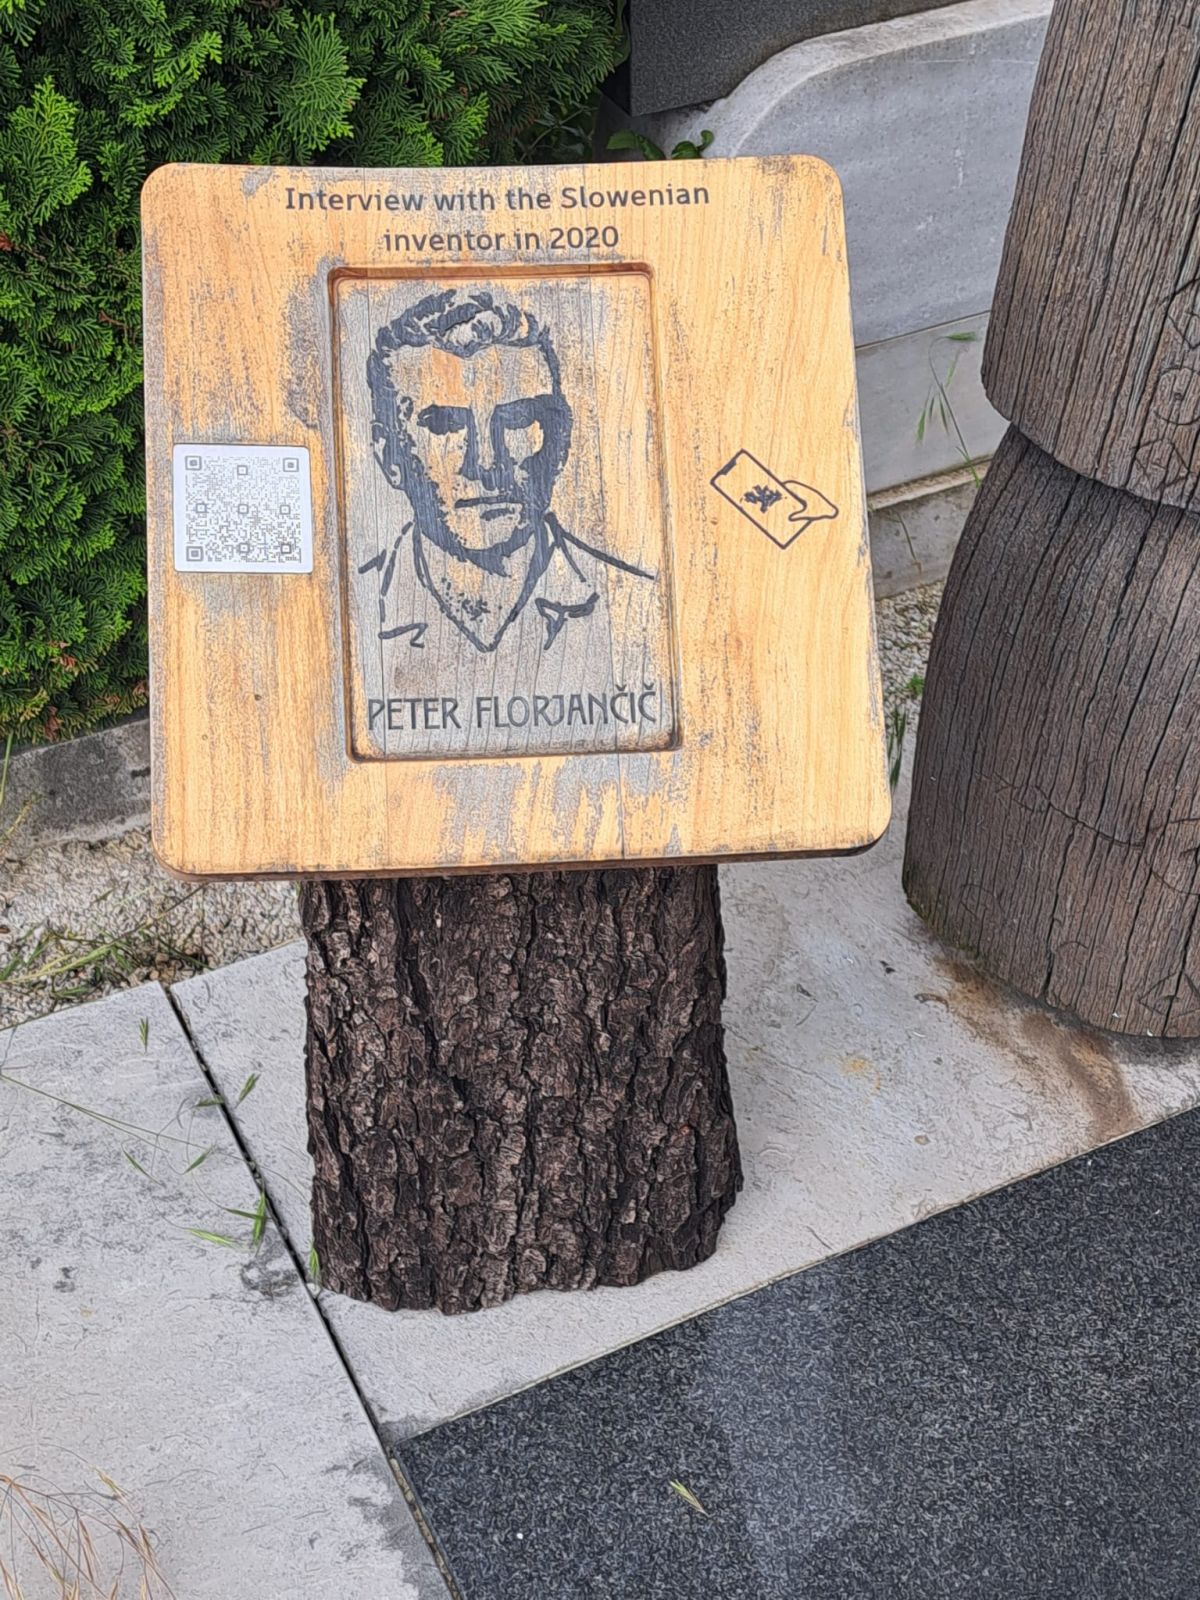 Interview with the Slowenian
inventor in 2020
PETER FLORJANČIČ